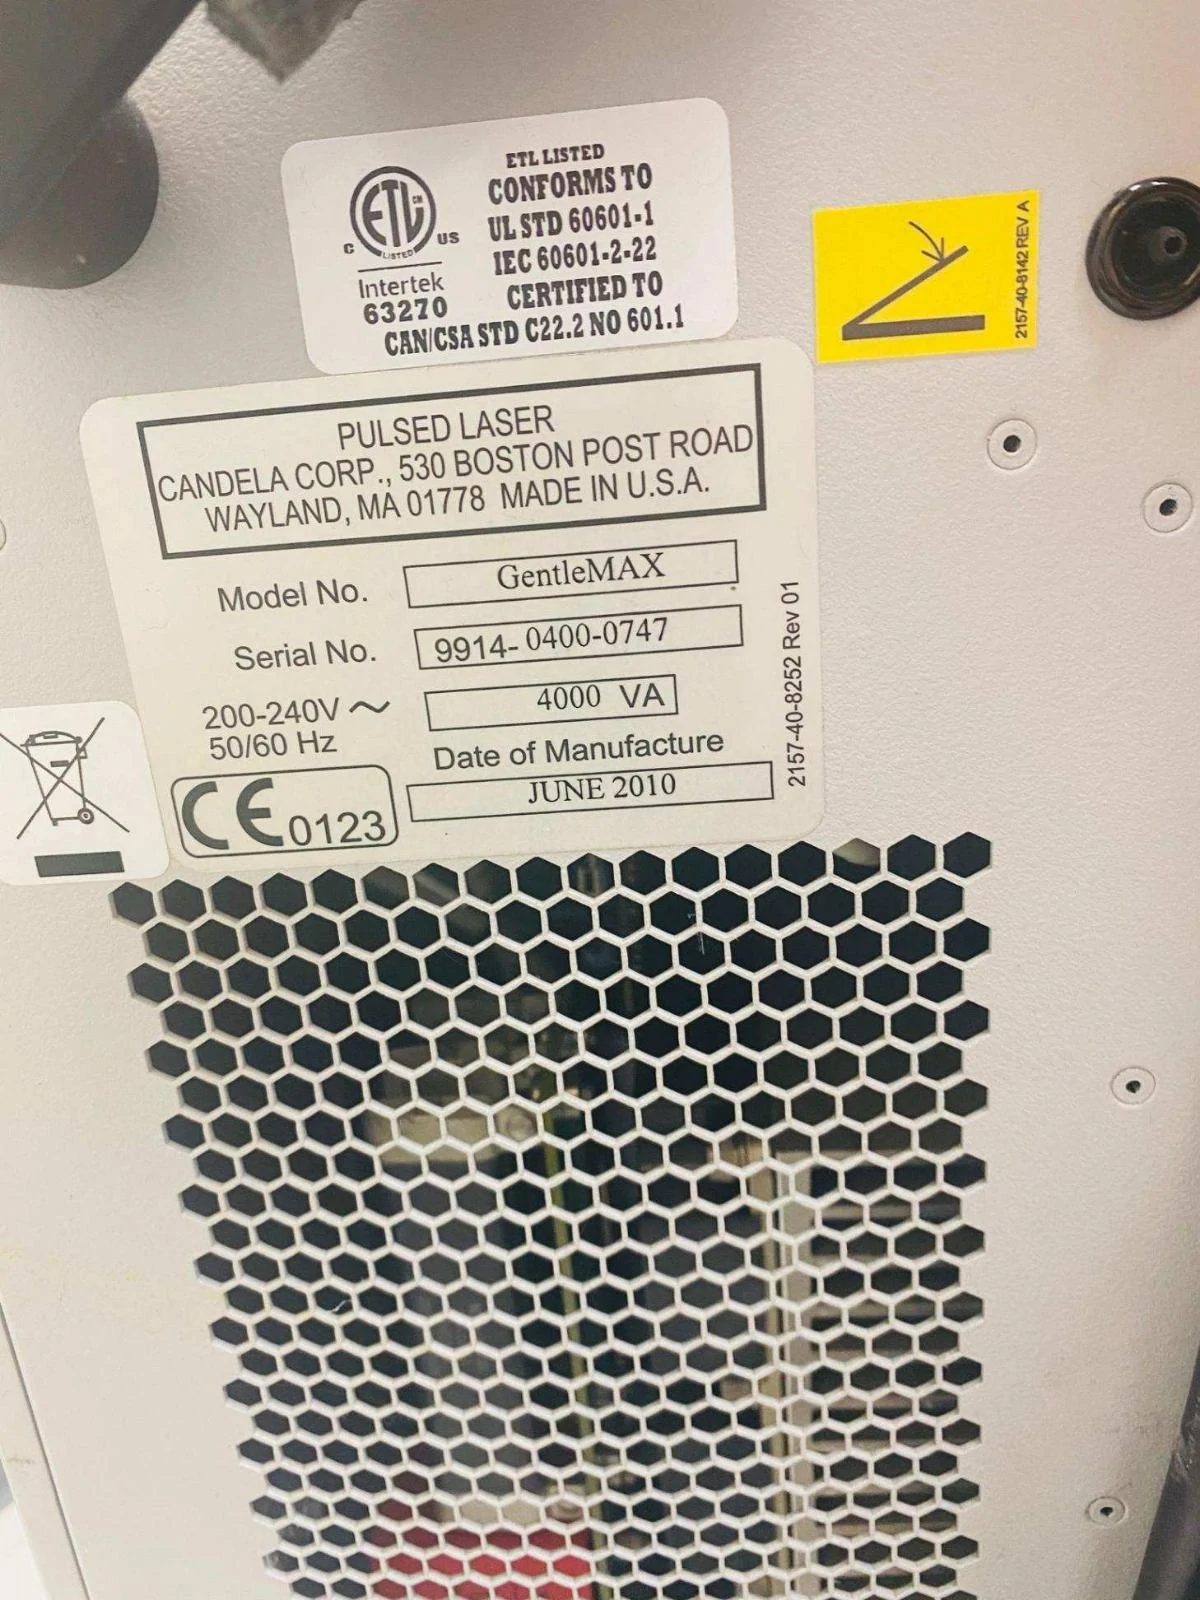 ETL LISTED
CONFORMS TO
UL STD 60601-1
IEC 60601-2-22
CERTIFIED TO
CAN/CSA STD C22.2 NO 601.1
ETL CM
LISTED
C US
Intertek
63270
2157-40-8142 REV A
PULSED LASER
CANDELA CORP., 530 BOSTON POST ROAD
WAYLAND, MA 01778 MADE IN U.S.A.
Model No. GentleMAX
Serial No. 9914-0400-0747
200-240V ~ 4000 VA
50/60 Hz
Date of Manufacture
JUNE 2010
CE 0123
2157-40-8252 Rev 01